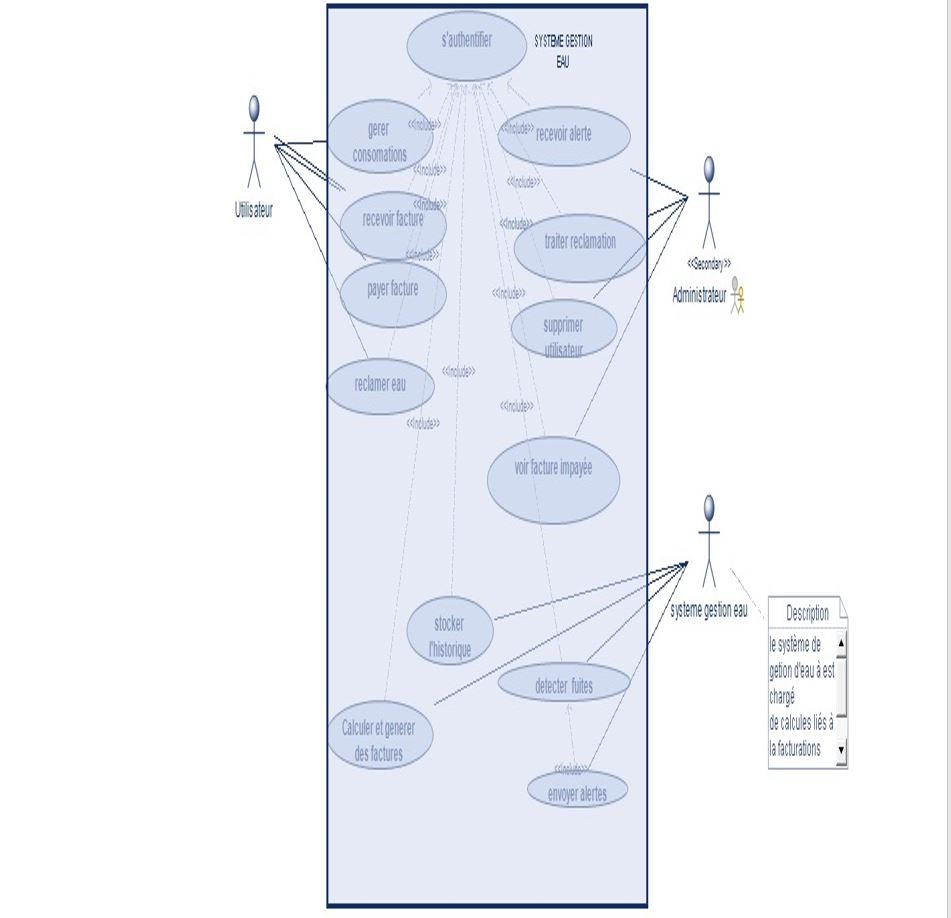 s'authentifier
SYSTEME GESTION
EAU
gerer
consomations
<<Include>>
<<Include>>
recevoir alerte
Utilisateur
recevoir facture
<<Include>>
<<Include>>
<<Include>>
<<Include>>
traiter reclamation
<<Include>>
payer facture
<<Include>>
supprimer
utilisateur
<<Secondary>>
Administrateur
reclamer eau
<<Include>>
<<Include>>
<<Include>>
voir facture impayée
stocker
l'historique
systeme gestion eau
detecter fuites
Calculer et generer
des factures
<<Include>>
envoyer alertes
Description
le système de
getion d'eau à est
chargé
de calcules liés à
la facturations